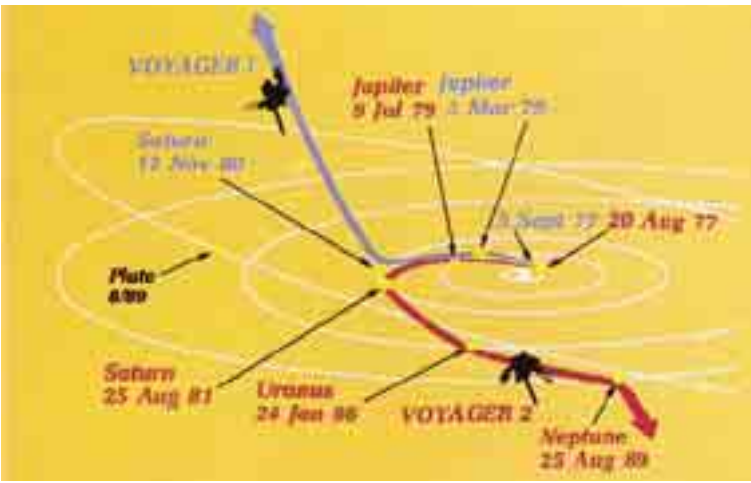 VOYAGER 1
Jupiter
9 Jul 79
Jupiter
5 Mar 79
Saturn
12 Nov 80
5 Sept 77
20 Aug 77
Pluto
8/89
Saturn
25 Aug 81
Uranus
24 Jan 86
VOYAGER 2
Neptune
25 Aug 89